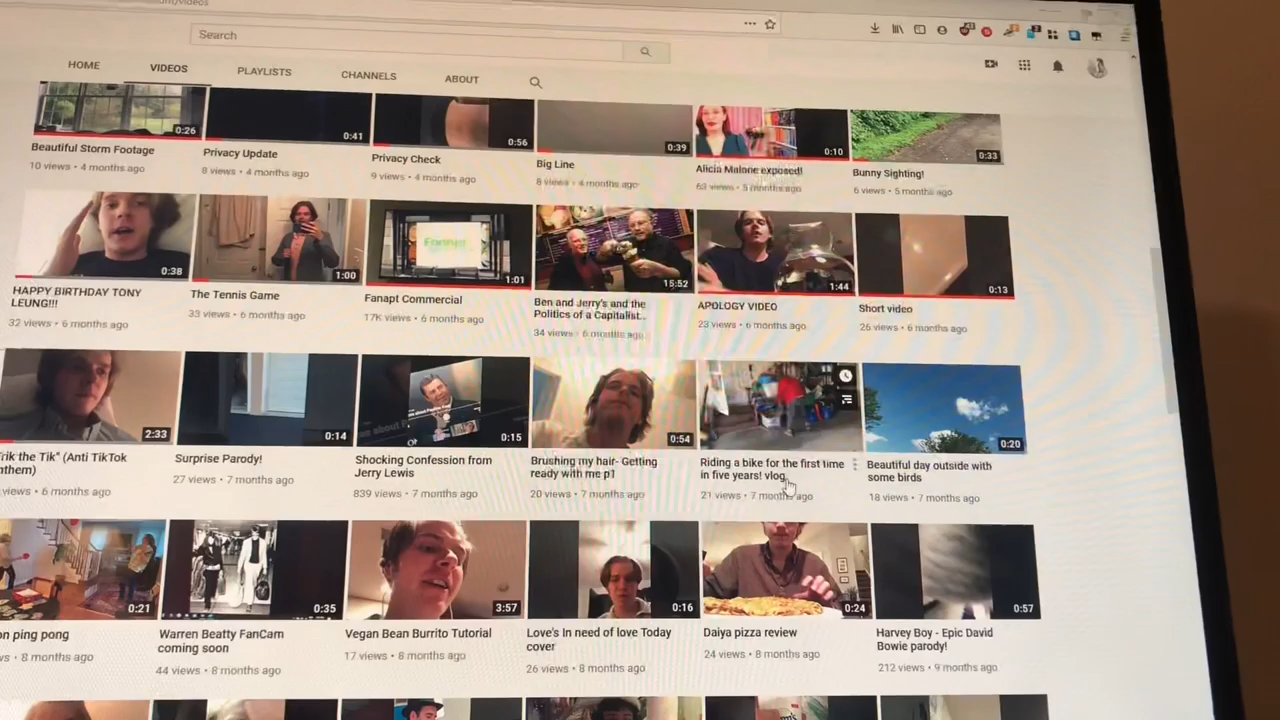 Search
HOME
VIDEOS
PLAYLISTS
CHANNELS
ABOUT
0:26
0:41
0:56
0:39
0:10
0:33
Beautiful Storm Footage
10 views • 4 months ago
Privacy Update
8 views • 4 months ago
Privacy Check
9 views • 4 months ago
Big Line
8 views • 4 months ago
Alicia Malone exposed!
63 views • 5 months ago
Bunny Sighting!
6 views • 5 months ago
0:38
1:00
1:01
15:52
1:44
0:13
HAPPY BIRTHDAY TONY
LEUNG!!!
32 views • 6 months ago
The Tennis Game
33 views • 6 months ago
Fanapt
Fanapt Commercial
17K views • 6 months ago
Ben and Jerry's and the
Politics of a Capitalist...
34 views • 6 months ago
APOLOGY VIDEO
23 views • 6 months ago
Short video
26 views • 6 months ago
2:33
0:14
0:15
0:54
0:20
rik the Tik" (Anti TikTok
nthem)
views • 6 months ago
Surprise Parody!
27 views • 7 months ago
Shocking Confession from
Jerry Lewis
839 views • 7 months ago
Brushing my hair- Getting
ready with me p1
20 views • 7 months ago
Riding a bike for the first time
in five years! vlog
21 views • 7 months ago
Beautiful day outside with
some birds
18 views • 7 months ago
0:21
0:35
3:57
0:16
0:24
0:57
on ping pong
ws • 8 months ago
Warren Beatty FanCam
coming soon
44 views • 8 months ago
Vegan Bean Burrito Tutorial
17 views • 8 months ago
Love's In need of love Today
cover
26 views • 8 months ago
Daiya pizza review
24 views • 8 months ago
Harvey Boy - Epic David
Bowie parody!
212 views • 9 months ago